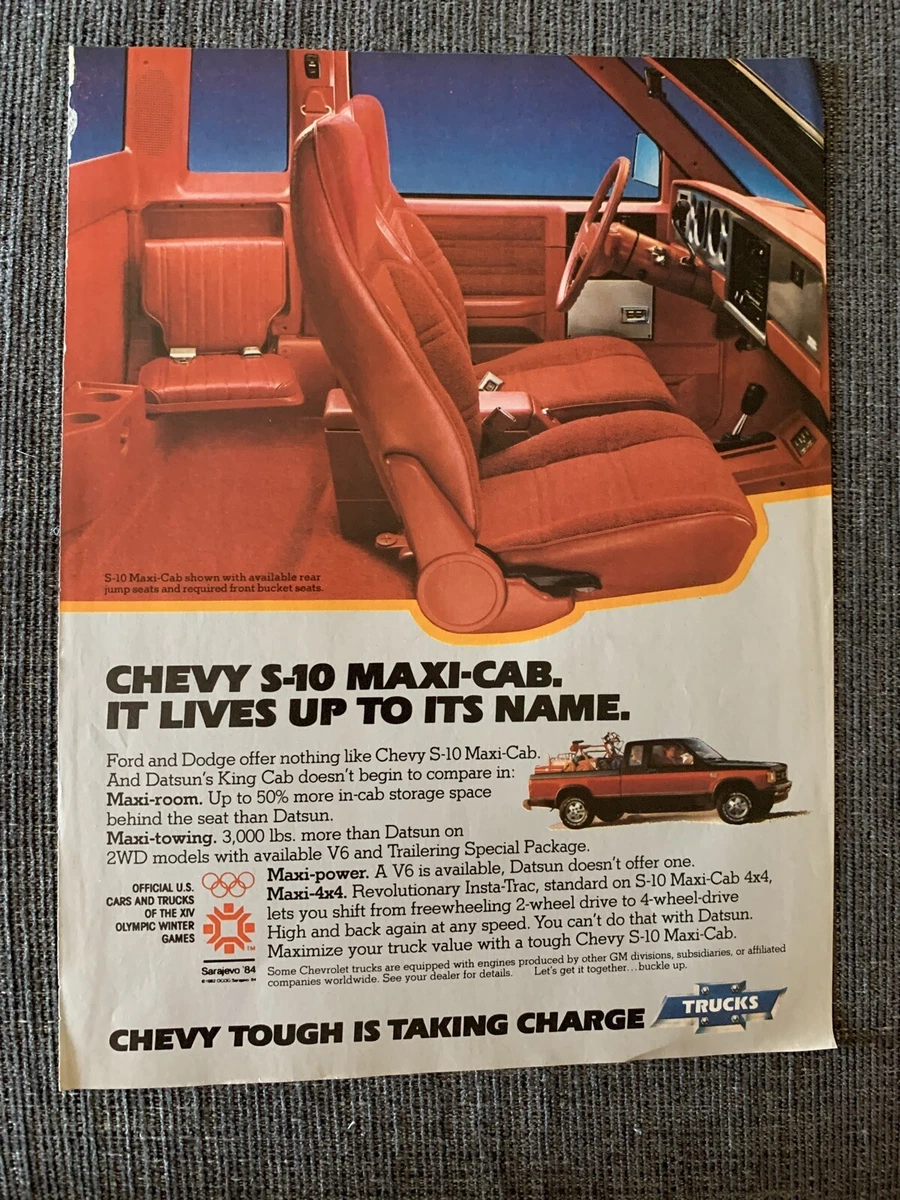 S-10 Maxi-Cab shown with available rear
jump seats and required front bucket seats.
CHEVY S-10 MAXI-CAB.
IT LIVES UP TO ITS NAME.
Ford and Dodge offer nothing like Chevy S-10 Maxi-Cab.
And Datsun's King Cab doesn't begin to compare in:
Maxi-room. Up to 50% more in-cab storage space
behind the seat than Datsun.
Maxi-towing. 3,000 lbs. more than Datsun on
2WD models with available V6 and Trailering Special Package.
Maxi-power. A V6 is available, Datsun doesn't offer one.
Maxi-4x4. Revolutionary Insta-Trac, standard on S-10 Maxi-Cab 4x4,
lets you shift from freewheeling 2-wheel drive to 4-wheel-drive
High and back again at any speed. You can't do that with Datsun.
Maximize your truck value with a tough Chevy S-10 Maxi-Cab.
Some Chevrolet trucks are equipped with engines produced by other GM divisions, subsidiaries, or affiliated
companies worldwide. See your dealer for details. Let's get it together...buckle up.
OFFICIAL U.S.
CARS AND TRUCKS
OF THE XIV
OLYMPIC WINTER
GAMES
TM
Sarajevo '84
CHEVY TOUGH IS TAKING CHARGE
TRUCKS